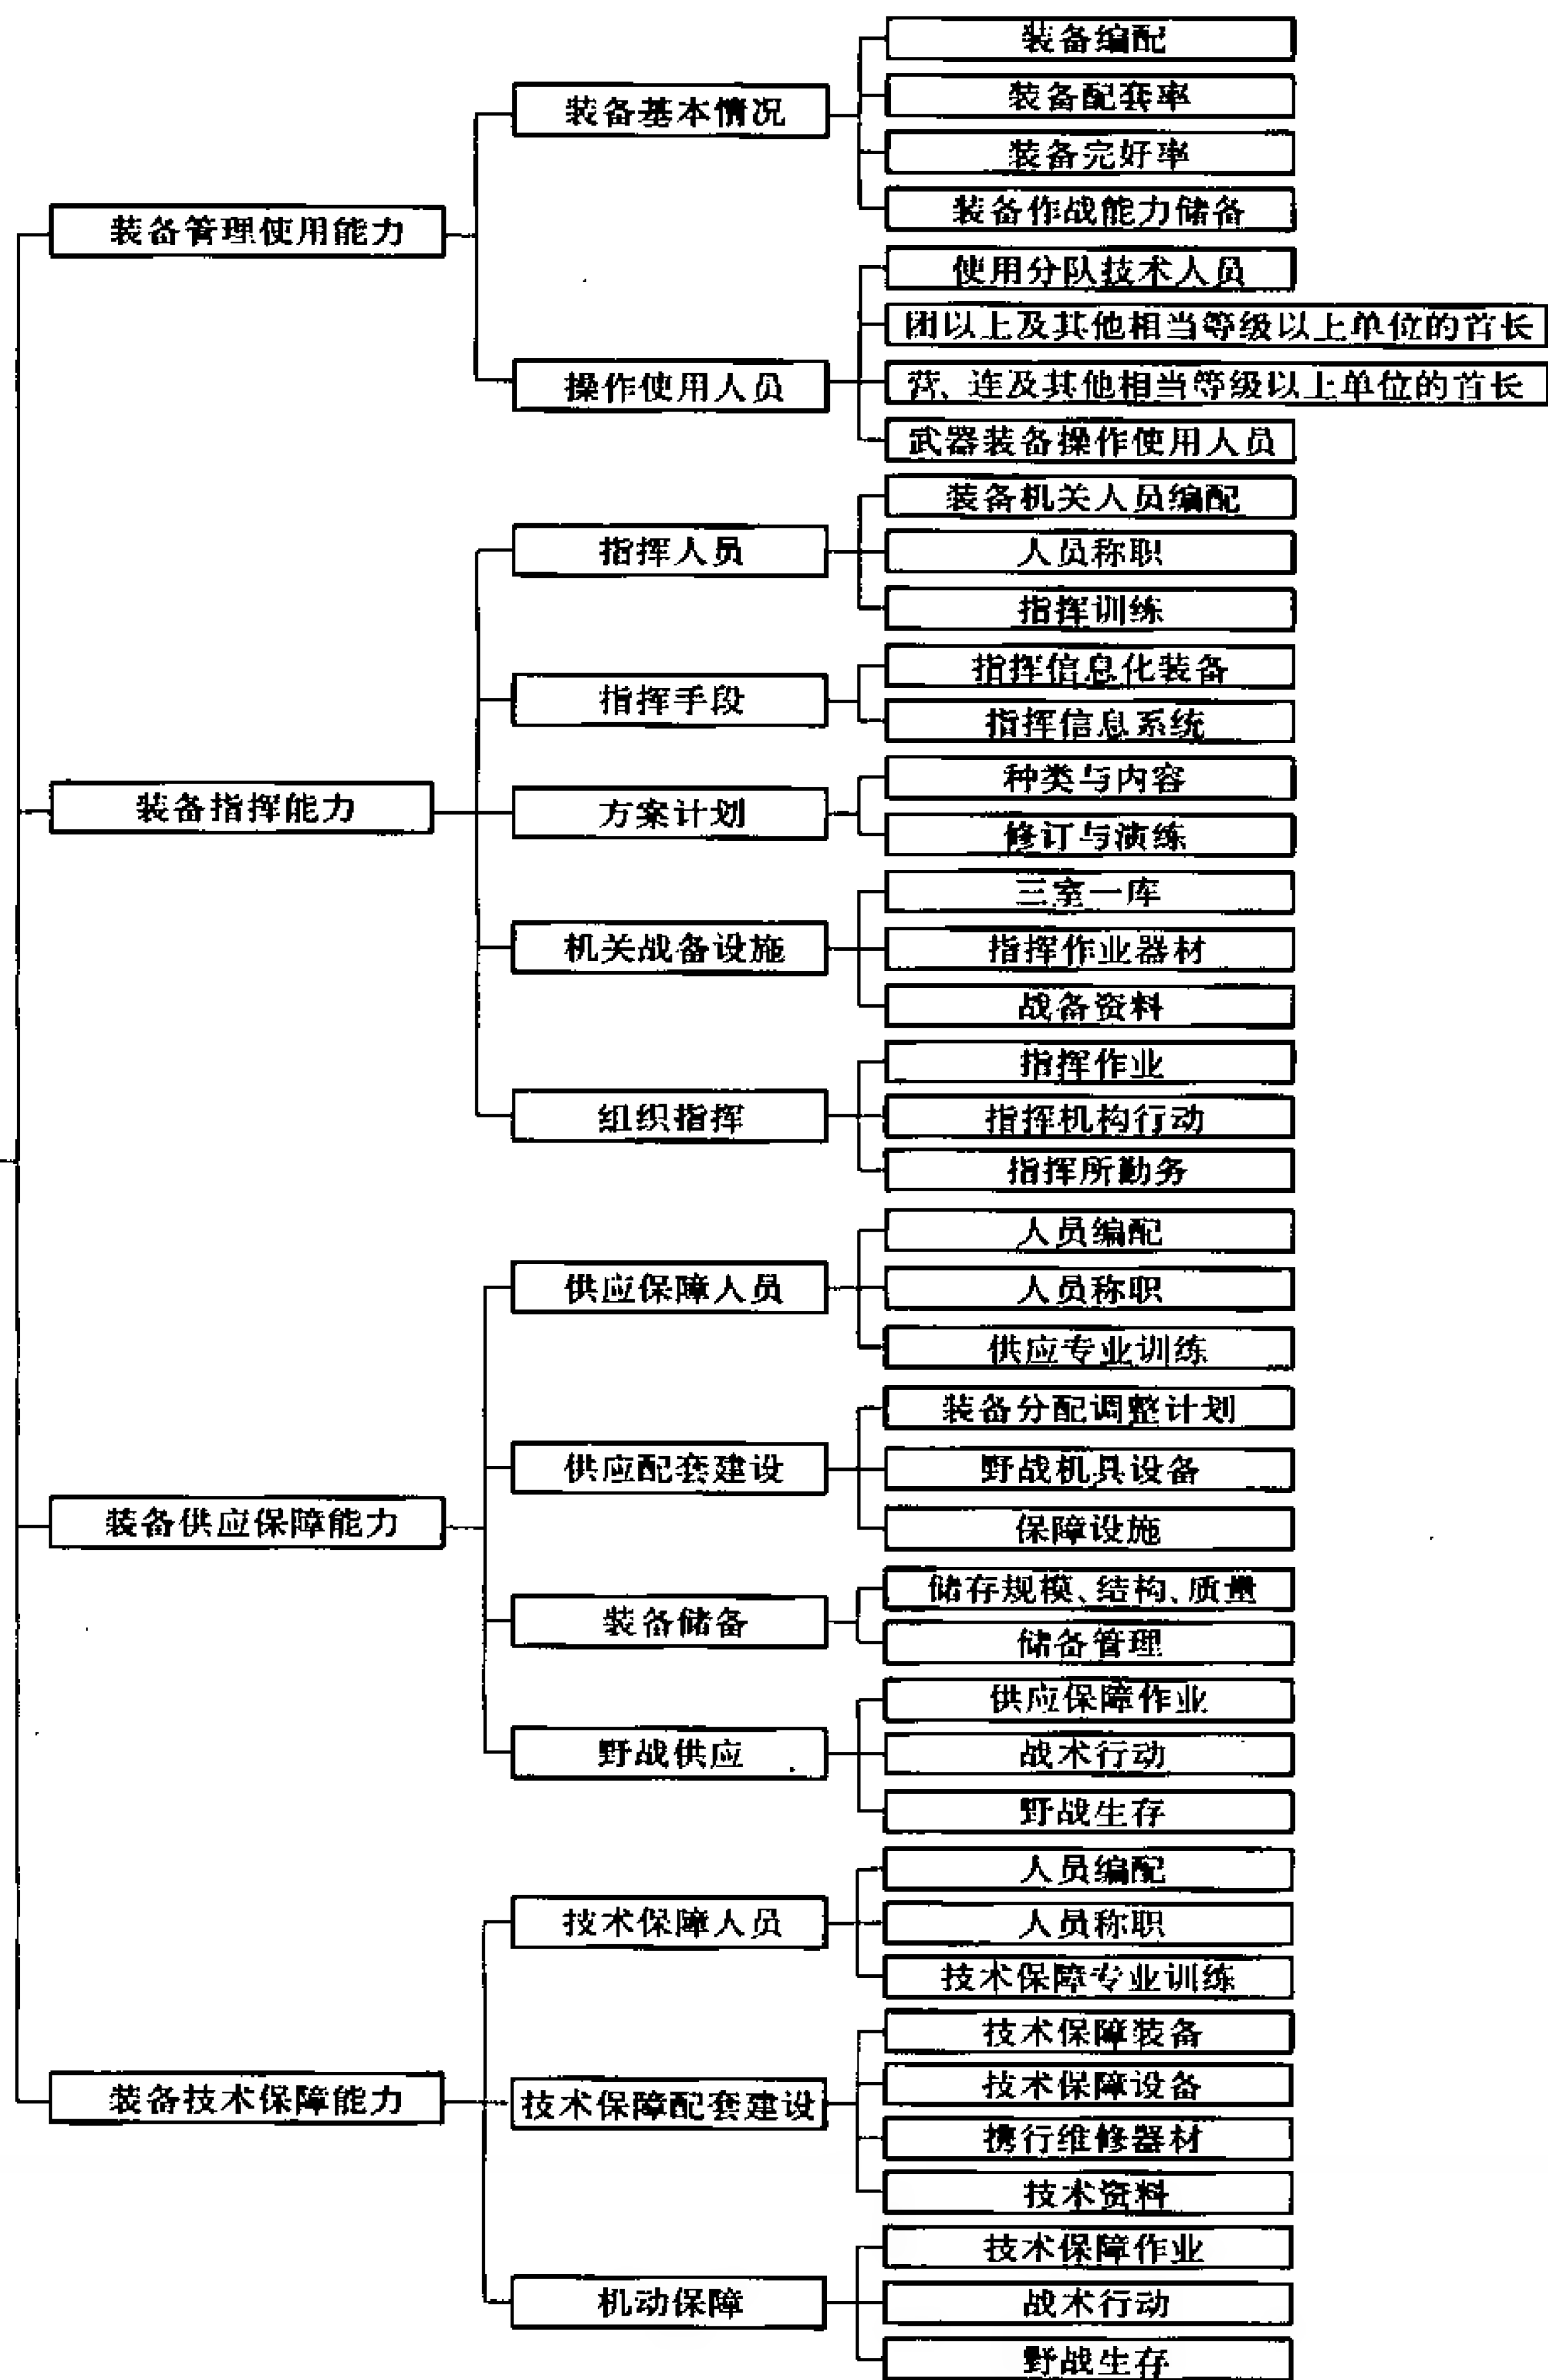 装备管理使用能力
装备基本情况
装备编配
装备配套率
装备完好率
装备作战能力储备
操作使用人员
使用分队技术人员
团以上及其他相当等级以上单位的首长
营、连及其他相当等级以上单位的首长
武器装备操作使用人员
装备指挥能力
指挥人员
装备机关人员编配
人员称职
指挥训练
指挥手段
指挥信息化装备
指挥信息系统
方案计划
种类与内容
修订与演练
机关战备设施
三室一库
指挥作业器材
战备资料
组织指挥
指挥作业
指挥机构行动
指挥所勤务
装备供应保障能力
供应保障人员
人员编配
人员称职
供应专业训练
供应配套建设
装备分配调整计划
野战机具设备
保障设施
装备储备
储存规模、结构、质量
储备管理
野战供应
供应保障作业
战术行动
野战生存
装备技术保障能力
技术保障人员
人员编配
人员称职
技术保障专业训练
技术保障配套建设
技术保障装备
技术保障设备
携行维修器材
技术资料
机动保障
技术保障作业
战术行动
野战生存